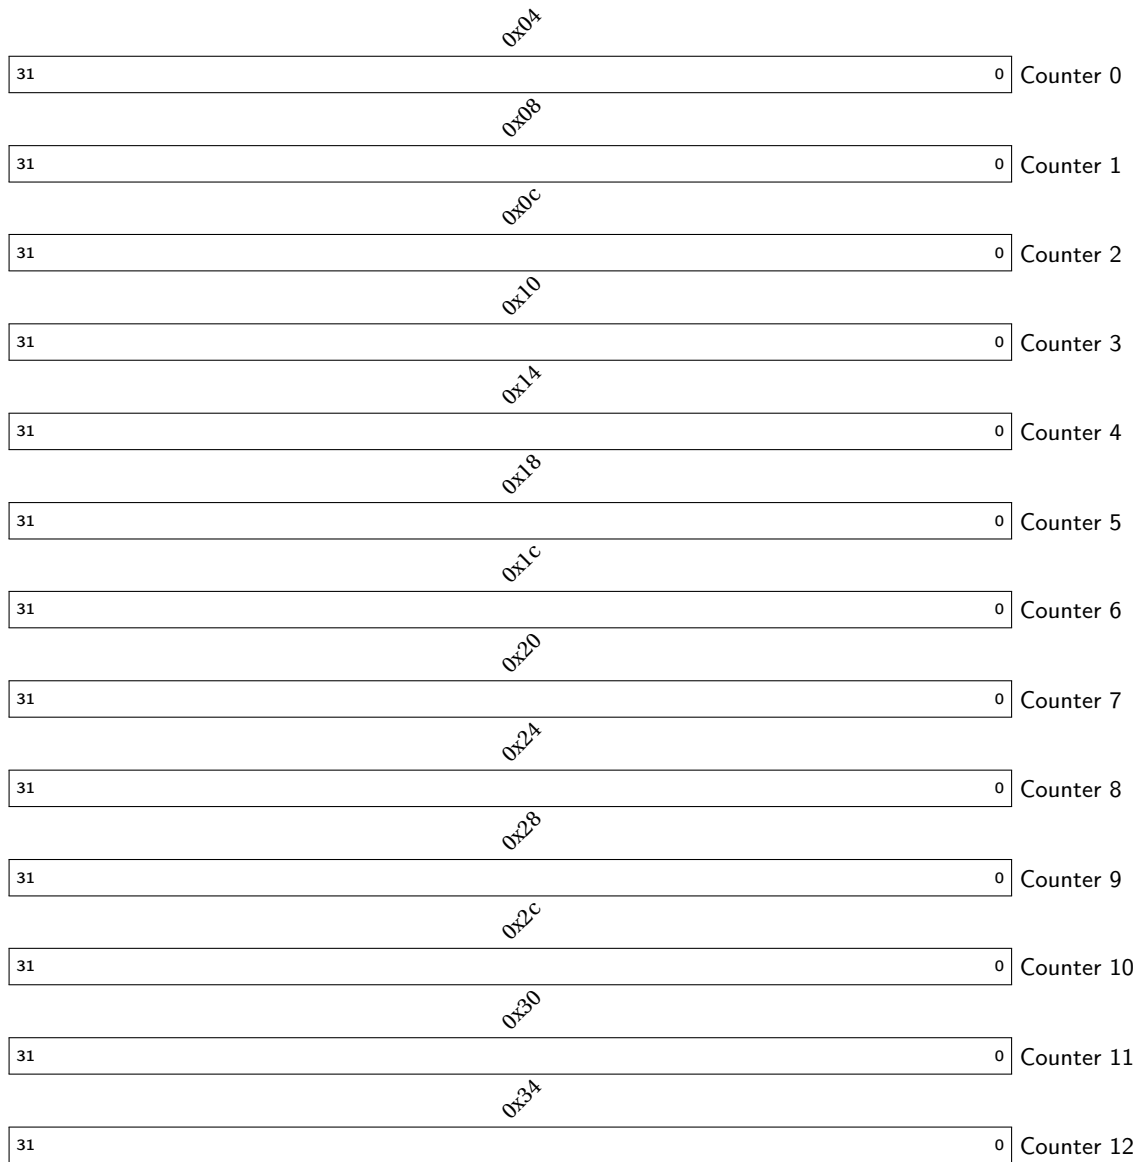 0x04
31 0 Counter 0
0x08
31 0 Counter 1
0x0c
31 0 Counter 2
0x10
31 0 Counter 3
0x14
31 0 Counter 4
0x18
31 0 Counter 5
0x1c
31 0 Counter 6
0x20
31 0 Counter 7
0x24
31 0 Counter 8
0x28
31 0 Counter 9
0x2c
31 0 Counter 10
0x30
31 0 Counter 11
0x34
31 0 Counter 12